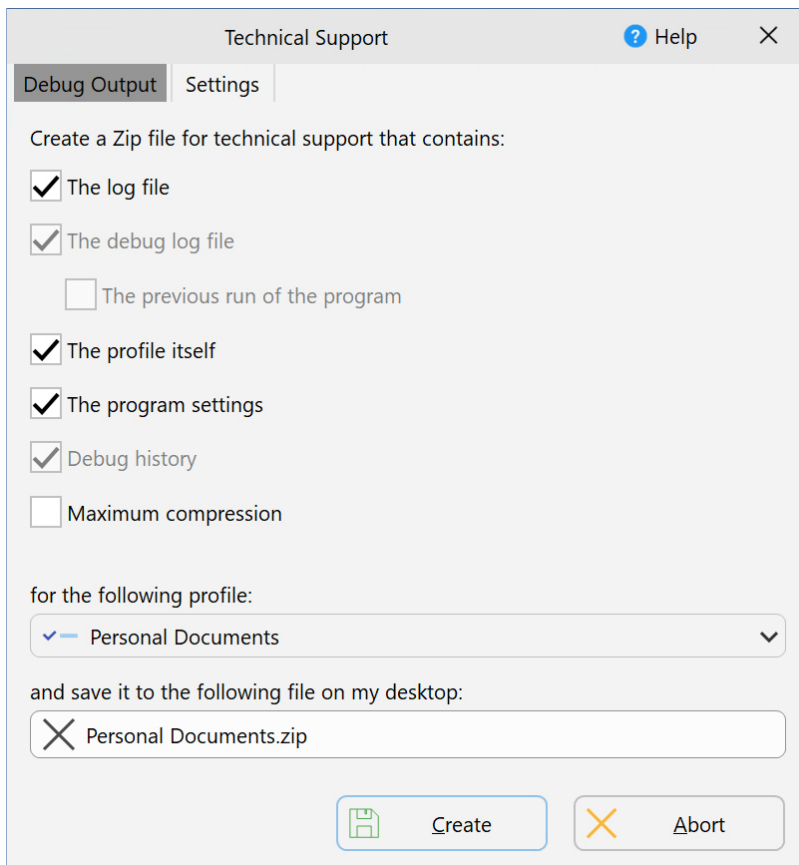 Technical Support
Help
Debug Output
Settings
Create a Zip file for technical support that contains:
The log file
The debug log file
The previous run of the program
The profile itself
The program settings
Debug history
Maximum compression
for the following profile:
Personal Documents
and save it to the following file on my desktop:
Personal Documents.zip
Create
Abort